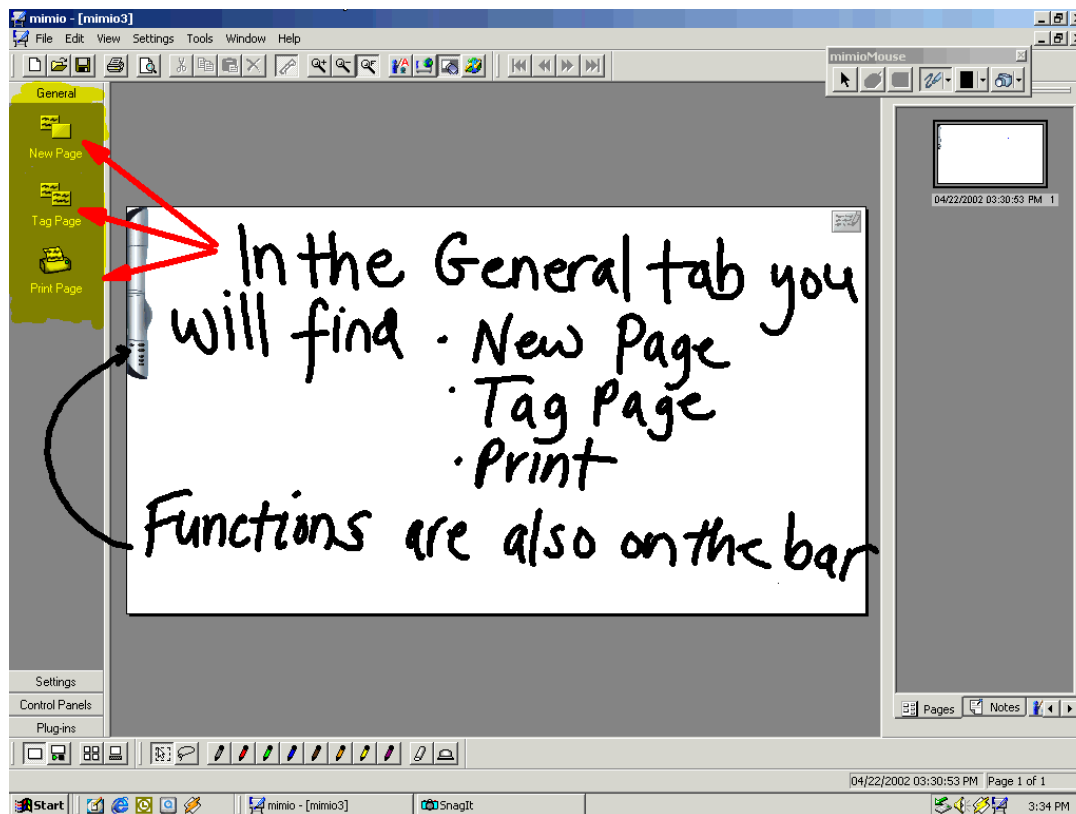 mimio - [mimio3]
File Edit View Settings Tools Window Help
mimioMouse
General
New Page
Tag Page
Print Page
In the General tab you
will find · New Page
· Tag Page
· Print
Functions are also on the bar
04/22/2002 03:30:53 PM 1
Settings
Control Panels
Plug-ins
Pages Notes
04/22/2002 03:30:53 PM Page 1 of 1
Start mimio - [mimio3] SnagIt 3:34 PM